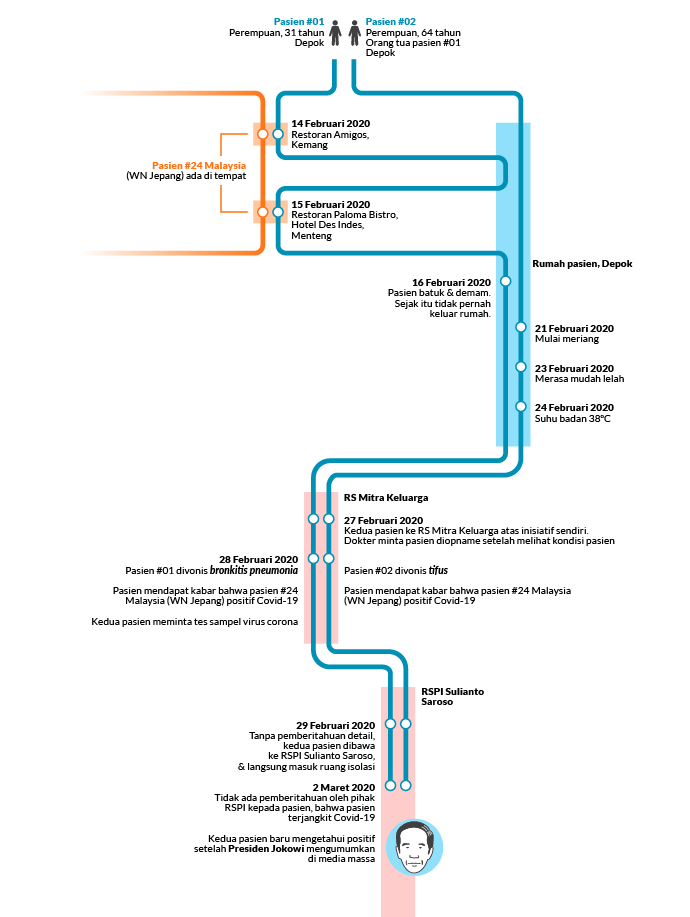 Pasien #01
Perempuan, 31 tahun
Depok
Pasien #02
Perempuan, 64 tahun
Orang tua pasien #01
Depok
14 Februari 2020
Restoran Amigos,
Kemang
Pasien #24 Malaysia
(WN Jepang) ada di tempat
15 Februari 2020
Restoran Paloma Bistro,
Hotel Des Indes,
Menteng
Rumah pasien, Depok
16 Februari 2020
Pasien batuk & demam.
Sejak itu tidak pernah
keluar rumah.
21 Februari 2020
Mulai meriang
23 Februari 2020
Merasa mudah lelah
24 Februari 2020
Suhu badan 38°C
RS Mitra Keluarga
27 Februari 2020
Kedua pasien ke RS Mitra Keluarga atas inisiatif sendiri.
Dokter minta pasien diopname setelah melihat kondisi pasien
28 Februari 2020
Pasien #01 divonis bronkitis pneumonia
Pasien mendapat kabar bahwa pasien #24
Malaysia (WN Jepang) positif Covid-19
Kedua pasien meminta tes sampel virus corona
Pasien #02 divonis tifus
Pasien mendapat kabar bahwa pasien #24 Malaysia
(WN Jepang) positif Covid-19
RSPI Sulianto
Saroso
29 Februari 2020
Tanpa pemberitahuan detail,
kedua pasien dibawa
ke RSPI Sulianto Saroso,
& langsung masuk ruang isolasi
2 Maret 2020
Tidak ada pemberitahuan oleh pihak
RSPI kepada pasien, bahwa pasien
terjangkit Covid-19
Kedua pasien baru mengetahui positif
setelah Presiden Jokowi mengumumkan
di media massa